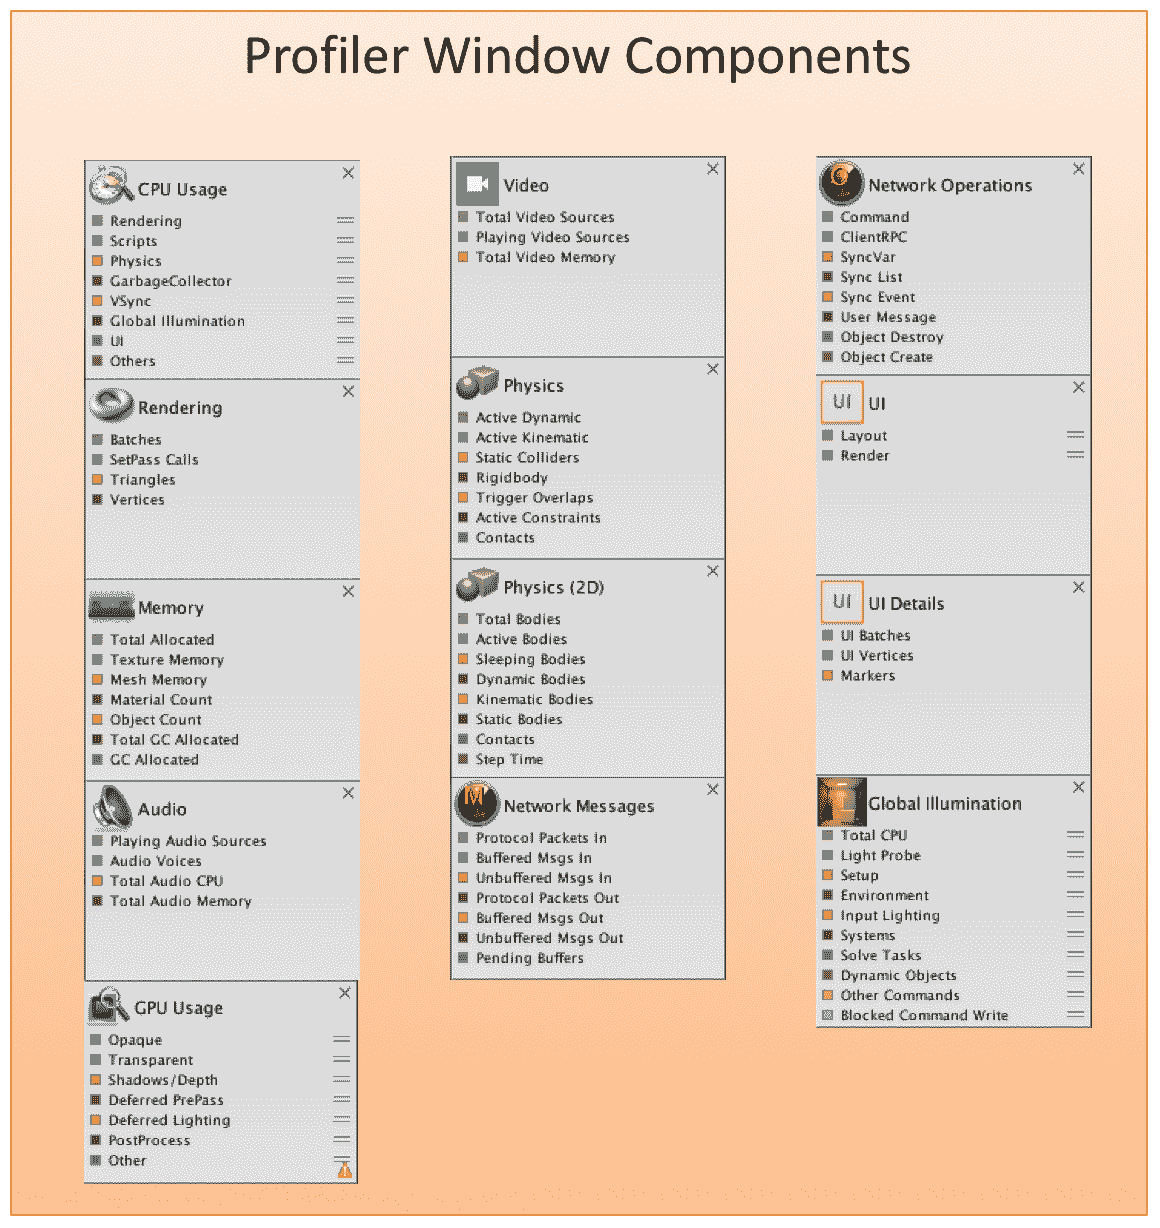 Profiler Window Components
CPU Usage
Rendering
Scripts
Physics
GarbageCollector
VSync
Global Illumination
UI
Others
Rendering
Batches
SetPass Calls
Triangles
Vertices
Memory
Total Allocated
Texture Memory
Mesh Memory
Material Count
Object Count
Total GC Allocated
GC Allocated
Audio
Playing Audio Sources
Audio Voices
Total Audio CPU
Total Audio Memory
GPU Usage
Opaque
Transparent
Shadows/Depth
Deferred PrePass
Deferred Lighting
PostProcess
Other
Video
Total Video Sources
Playing Video Sources
Total Video Memory
Physics
Active Dynamic
Active Kinematic
Static Colliders
Rigidbody
Trigger Overlaps
Active Constraints
Contacts
Physics (2D)
Total Bodies
Active Bodies
Sleeping Bodies
Dynamic Bodies
Kinematic Bodies
Static Bodies
Contacts
Step Time
M Network Messages
Protocol Packets In
Buffered Msgs In
Unbuffered Msgs In
Protocol Packets Out
Buffered Msgs Out
Unbuffered Msgs Out
Pending Buffers
O Network Operations
Command
ClientRPC
SyncVar
Sync List
Sync Event
User Message
Object Destroy
Object Create
UI UI
Layout
Render
UI UI Details
UI Batches
UI Vertices
Markers
Global Illumination
Total CPU
Light Probe
Setup
Environment
Input Lighting
Systems
Solve Tasks
Dynamic Objects
Other Commands
Blocked Command Write